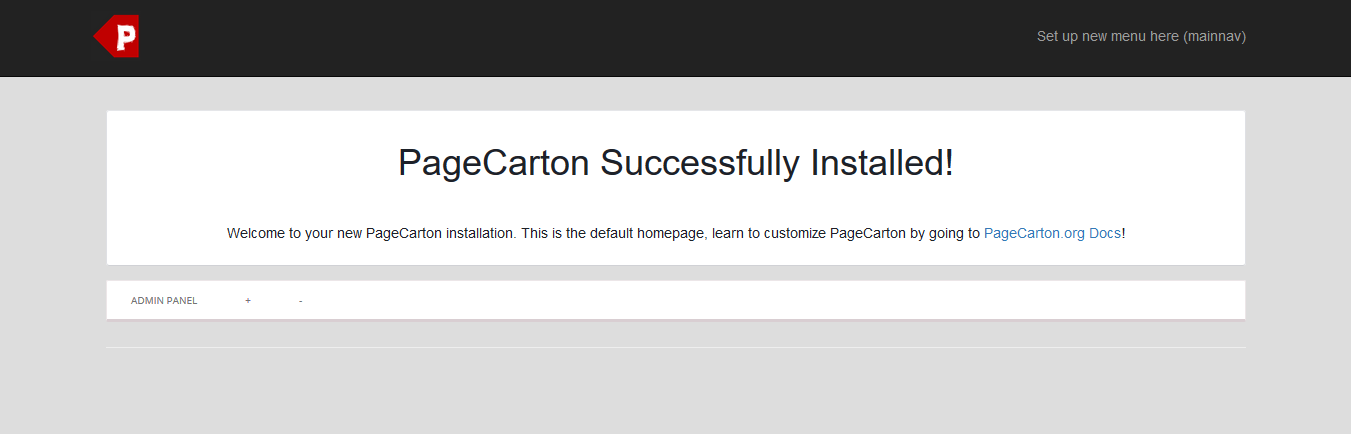 P
Set up new menu here (mainnav)
PageCarton Successfully Installed!
Welcome to your new PageCarton installation. This is the default homepage, learn to customize PageCarton by going to PageCarton.org Docs!
ADMIN PANEL + -